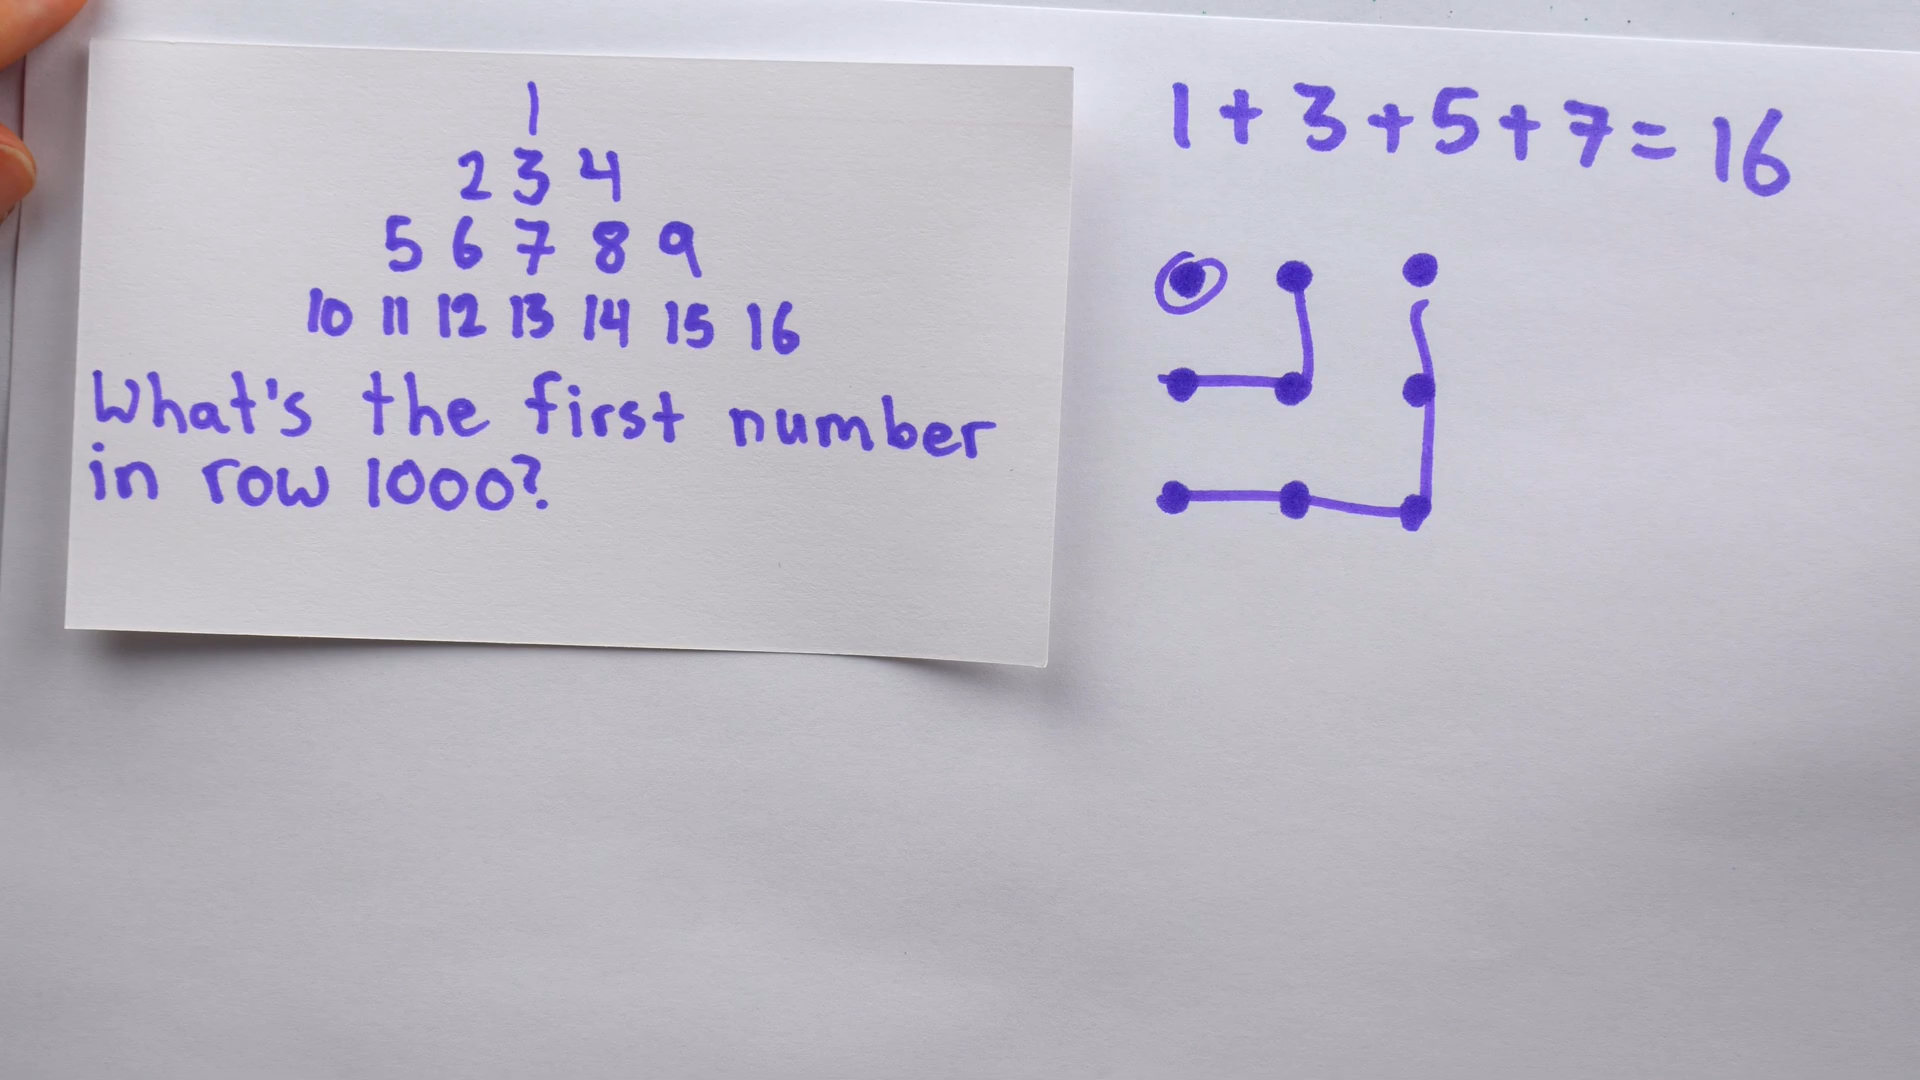 1
2 3 4
5 6 7 8 9
10 11 12 13 14 15 16
What's the first number
in row 1000?
1 + 3 + 5 + 7 = 16